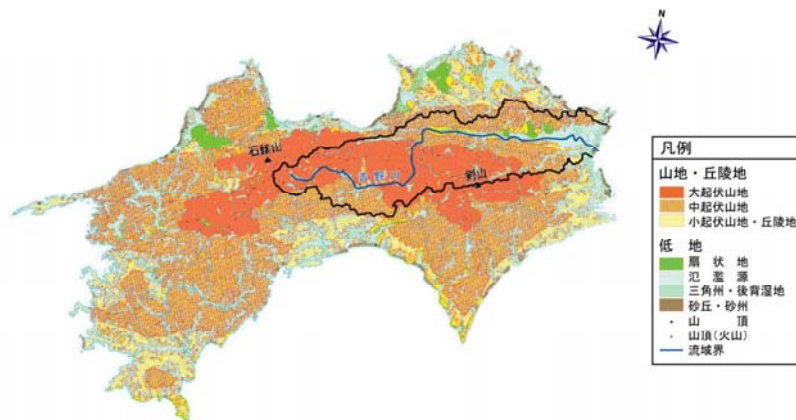 N
石鎚山
吉野川
剣山
凡例
山地・丘陵地
大起伏山地
中起伏山地
小起伏山地・丘陵地
低地
扇状地
氾濫源
三角州・後背湿地
砂丘・砂州
山頂
山頂(火山)
流域界